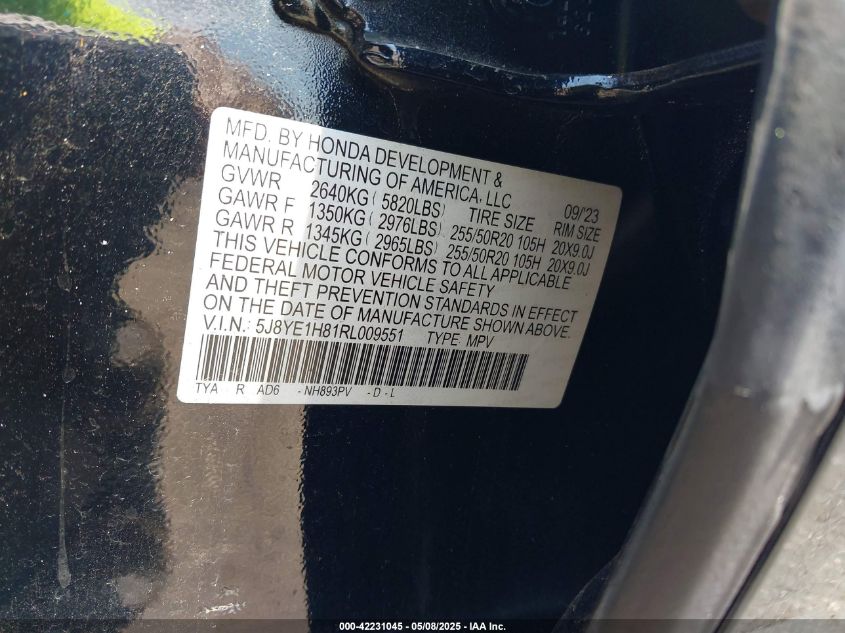 MFD. BY HONDA DEVELOPMENT &
MANUFACTURING OF AMERICA, LLC 09/'23
GVWR 2640KG ( 5820LBS) TIRE SIZE RIM SIZE
GAWR F 1350KG ( 2976LBS) 255/50R20 105H 20X9.0J
GAWR R 1345KG ( 2965LBS) 255/50R20 105H 20X9.0J
THIS VEHICLE CONFORMS TO ALL APPLICABLE
FEDERAL MOTOR VEHICLE SAFETY
AND THEFT PREVENTION STANDARDS IN EFFECT
ON THE DATE OF MANUFACTURE SHOWN ABOVE.
V.I.N.: 5J8YE1H81RL009551 TYPE MPV
TYA R AD6 - NH893PV - D - L
000-42231045 - 05/08/2025 - IAA Inc.